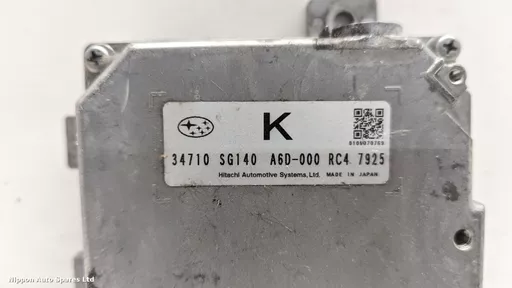 K
34710 SG140 A6D-000 RC4 7925
Hitachi Automotive Systems, Ltd. MADE IN JAPAN
Nippon Auto Spares Ltd